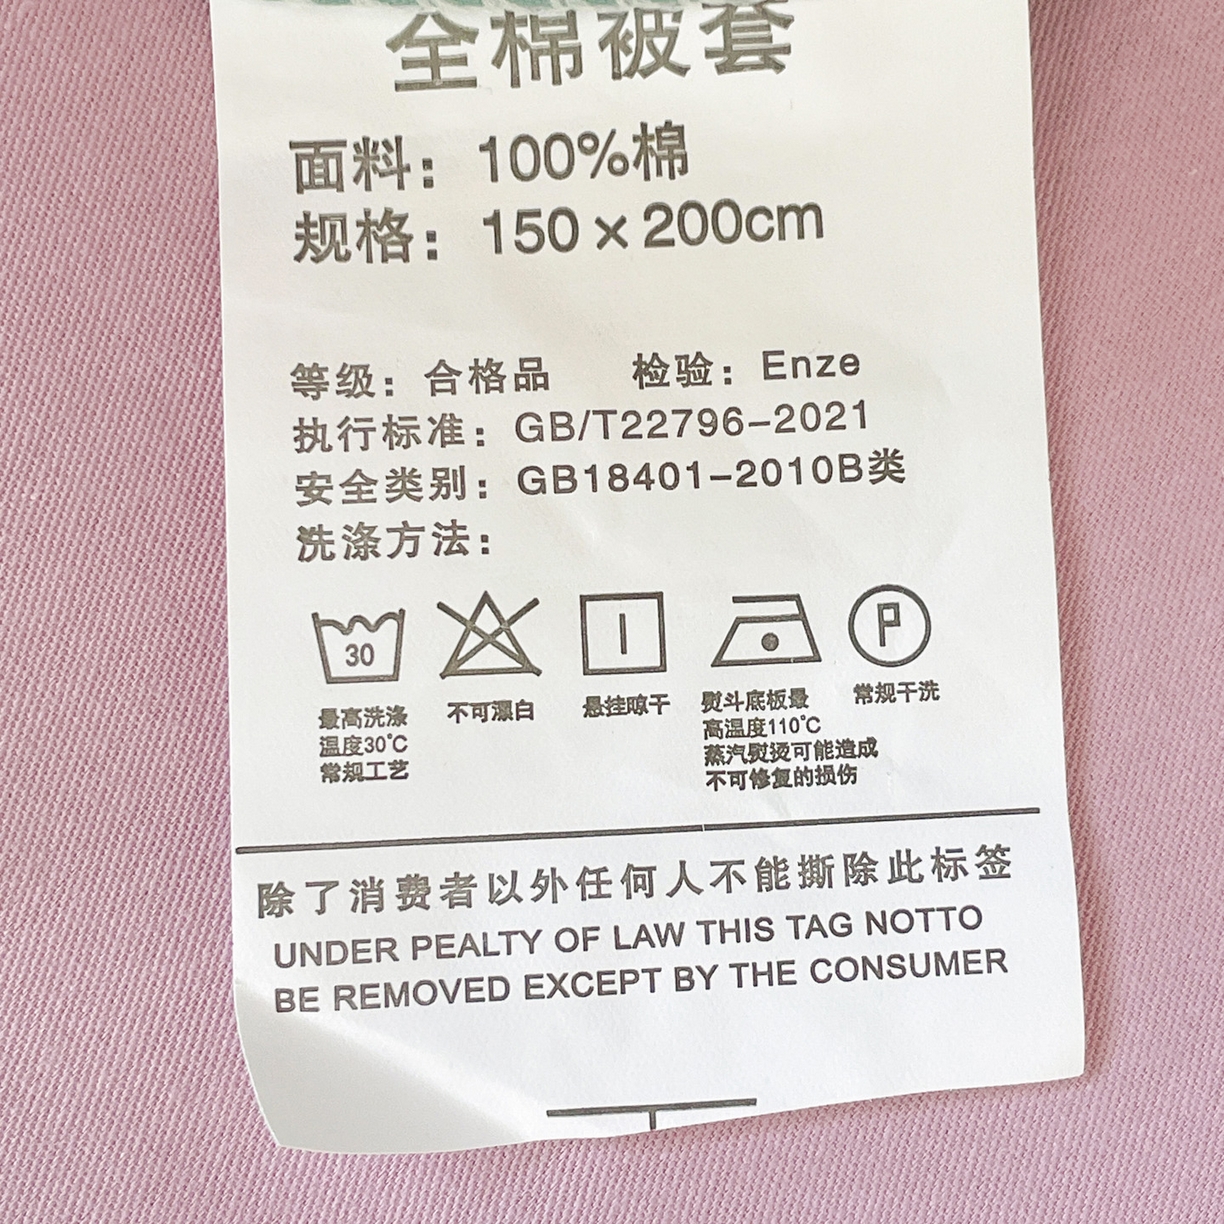 全棉被套
面料：100%棉
规格：150×200cm
等级：合格品 检验：Enze
执行标准：GB/T22796-2021
安全类别：GB18401-2010B类
洗涤方法：
30
P
最高洗涤
温度30℃
常规工艺
不可漂白
悬挂晾干
熨斗底板最
高温度110℃
蒸汽熨烫可能造成
不可修复的损伤
常规干洗
除了消费者以外任何人不能撕除此标签
UNDER PEALTY OF LAW THIS TAG NOTTO
BE REMOVED EXCEPT BY THE CONSUMER